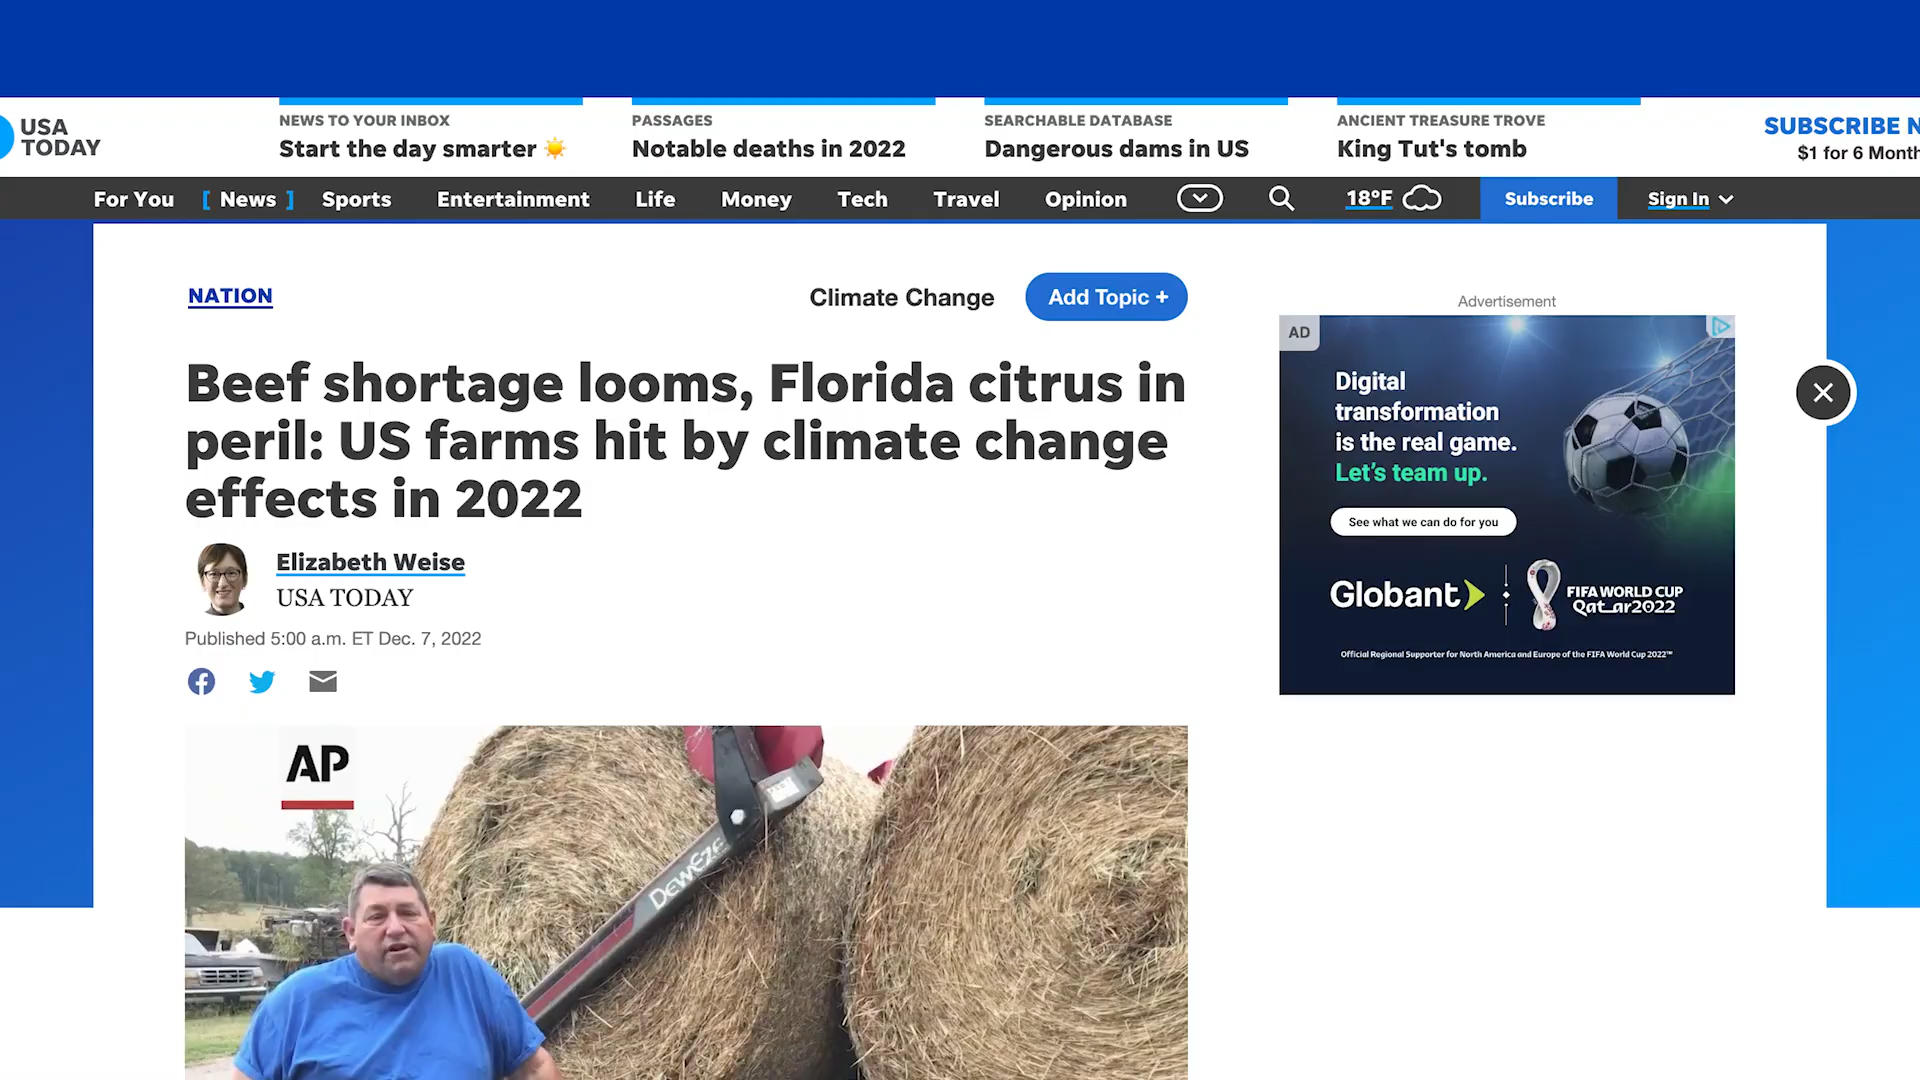 USA
TODAY
NEWS TO YOUR INBOX
Start the day smarter
PASSAGES
Notable deaths in 2022
SEARCHABLE DATABASE
Dangerous dams in US
ANCIENT TREASURE TROVE
King Tut's tomb
SUBSCRIBE N
$1 for 6 Month
For You [ News ] Sports Entertainment Life Money Tech Travel Opinion 18°F Subscribe Sign In
NATION
Climate Change Add Topic +
Beef shortage looms, Florida citrus in
peril: US farms hit by climate change
effects in 2022
Elizabeth Weise
USA TODAY
Published 5:00 a.m. ET Dec. 7, 2022
AP
DewEze
Advertisement
AD
Digital
transformation
is the real game.
Let's team up.
See what we can do for you
Globant
FIFA WORLD CUP
Qatar2022
Official Regional Supporter for North America and Europe of the FIFA World Cup 2022™